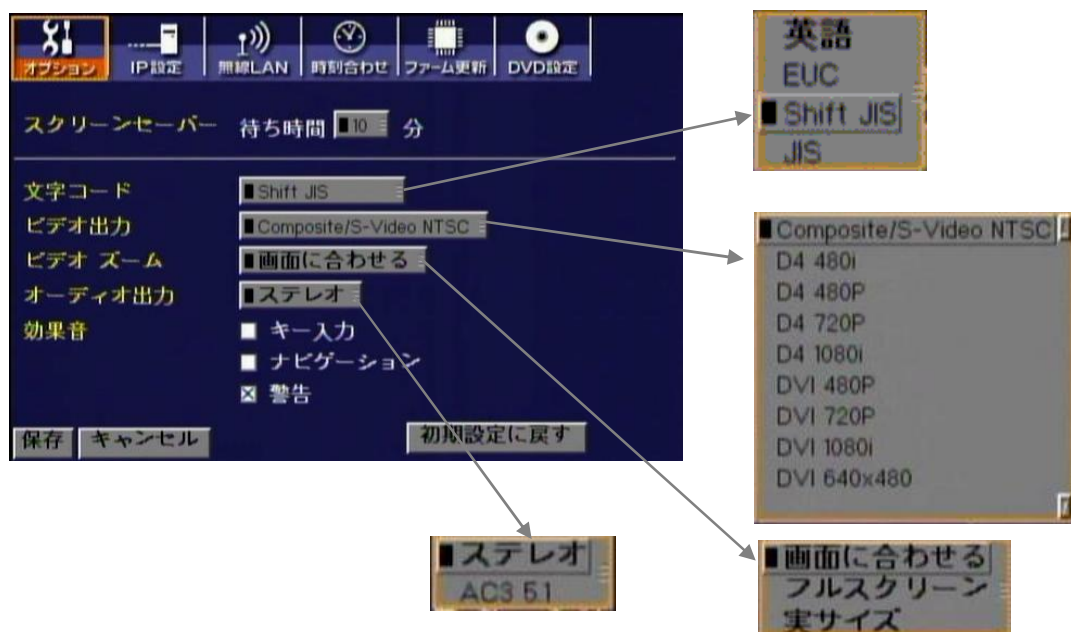 オプション IP設定 無線LAN 時刻合わせ ファーム更新 DVD設定
スクリーンセーバー 待ち時間 10 分
文字コード Shift JIS
ビデオ出力 Composite/S-Video NTSC
ビデオ ズーム 画面に合わせる
オーディオ出力 ステレオ
効果音 キー入力
ナビゲーション
警告
保存 キャンセル 初期設定に戻す
英語
EUC
Shift JIS
JIS
Composite/S-Video NTSC
D4 480i
D4 480P
D4 720P
D4 1080i
DVI 480P
DVI 720P
DVI 1080i
DVI 640x480
ステレオ
AC3 5.1
画面に合わせる
フルスクリーン
実サイズ